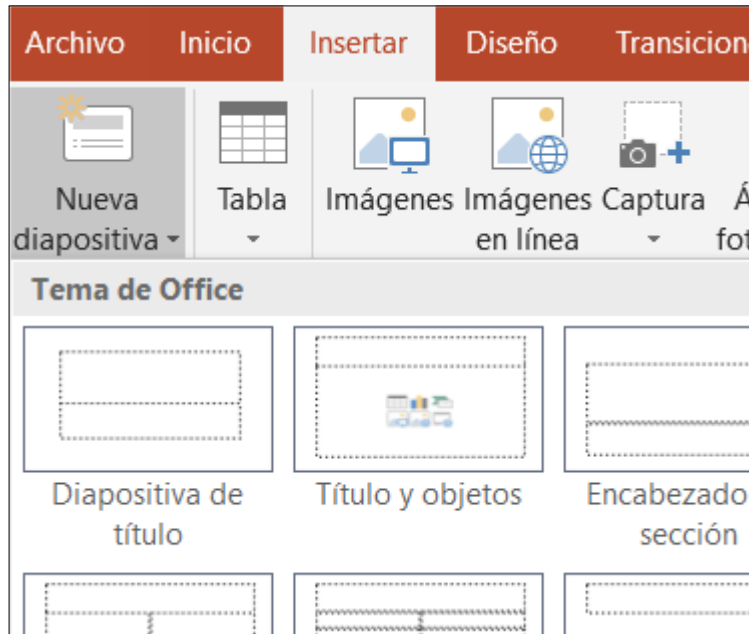 Archivo Inicio Insertar Diseño Transicion
Nueva diapositiva
Tabla
Imágenes
Imágenes en línea
Captura
Tema de Office
Diapositiva de
título
Título y objetos
Encabezado
sección